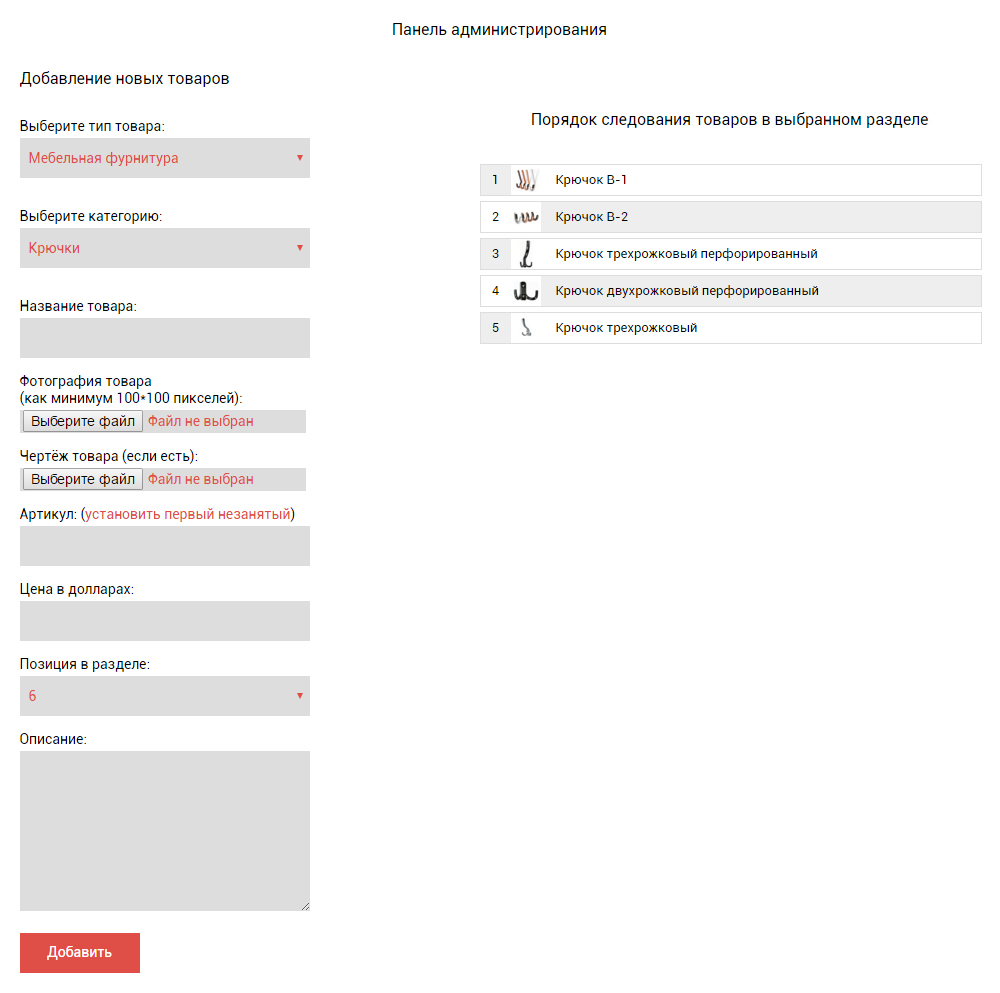 Панель администрирования
Добавление новых товаров
Выберите тип товара:
Мебельная фурнитура
Выберите категорию:
Крючки
Название товара:
Фотография товара
(как минимум 100*100 пикселей):
Выберите файл Файл не выбран
Чертёж товара (если есть):
Выберите файл Файл не выбран
Артикул: (установить первый незанятый)
Цена в долларах:
Позиция в разделе:
6
Описание:
Добавить
Порядок следования товаров в выбранном разделе
1 Крючок В-1
2 Крючок В-2
3 Крючок трехрожковый перфорированный
4 Крючок двухрожковый перфорированный
5 Крючок трехрожковый